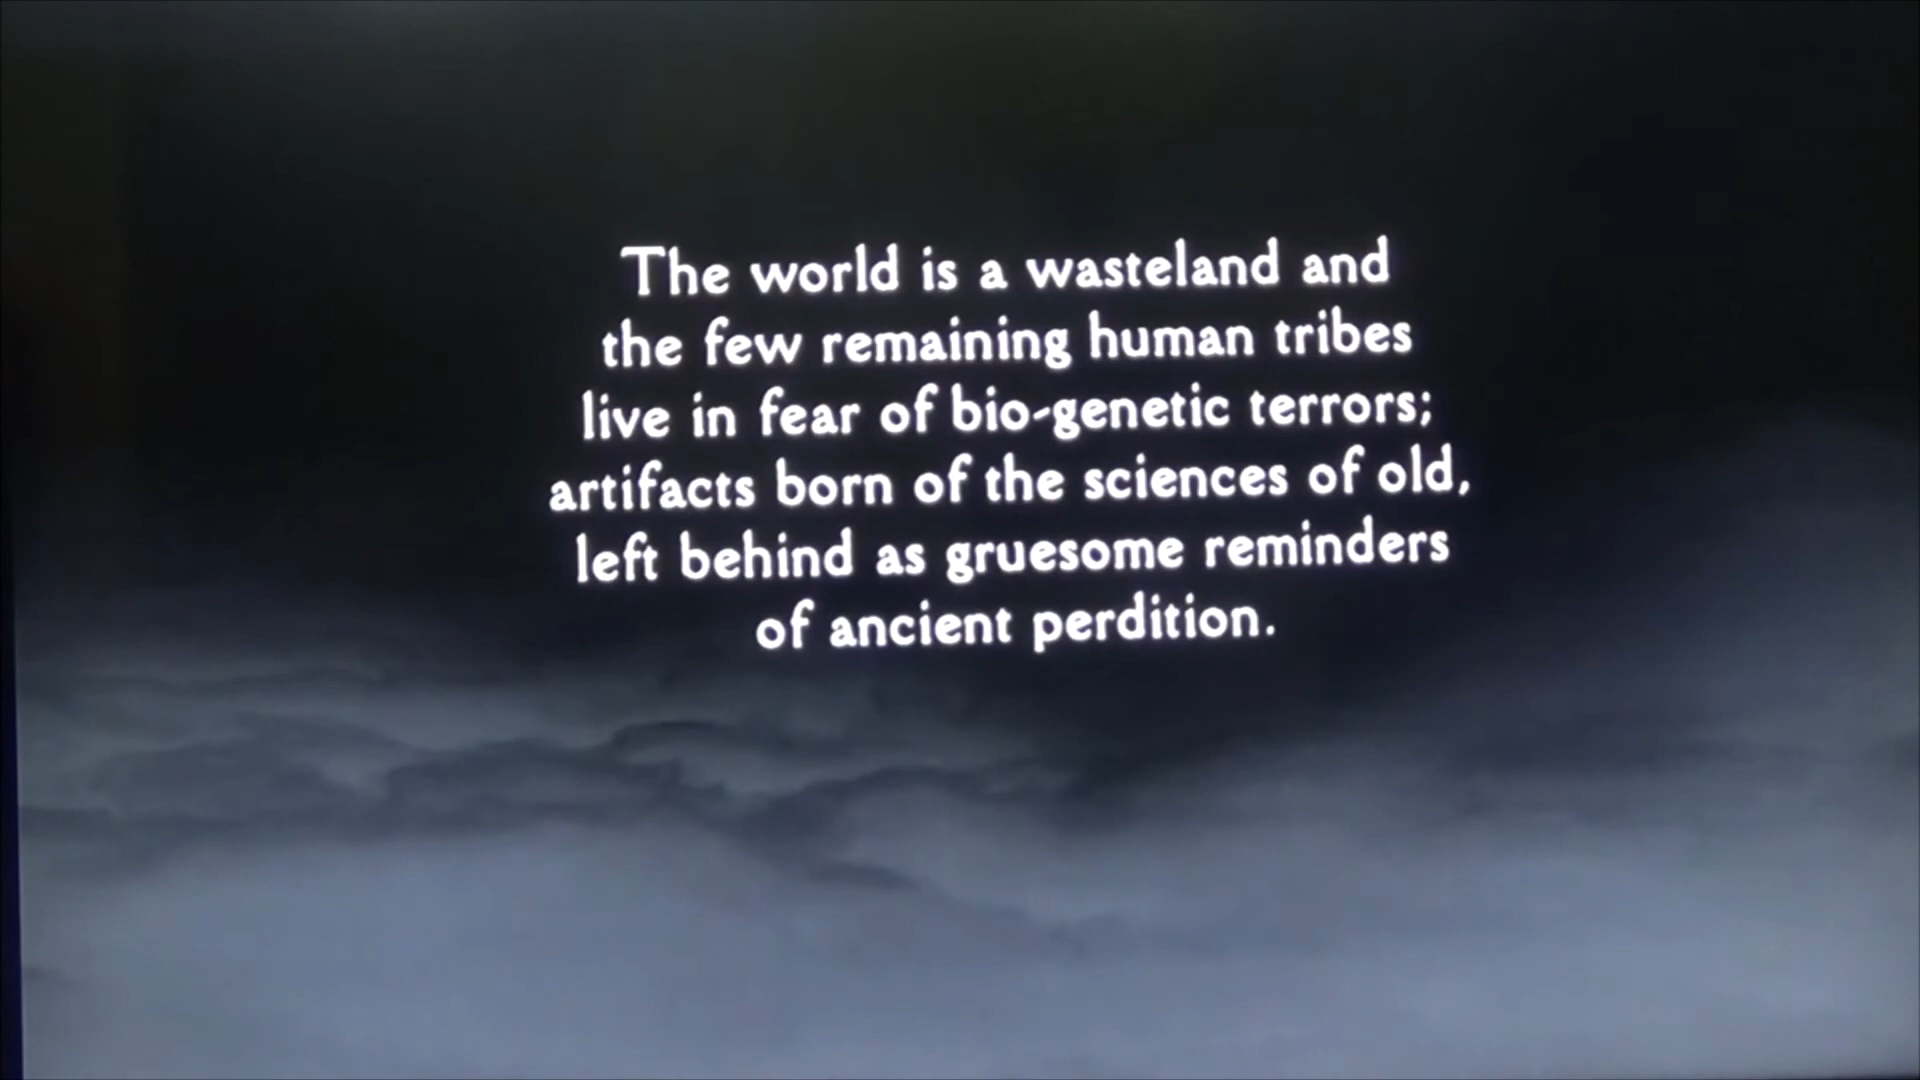 The world is a wasteland and
the few remaining human tribes
live in fear of bio-genetic terrors;
artifacts born of the sciences of old,
left behind as gruesome reminders
of ancient perdition.